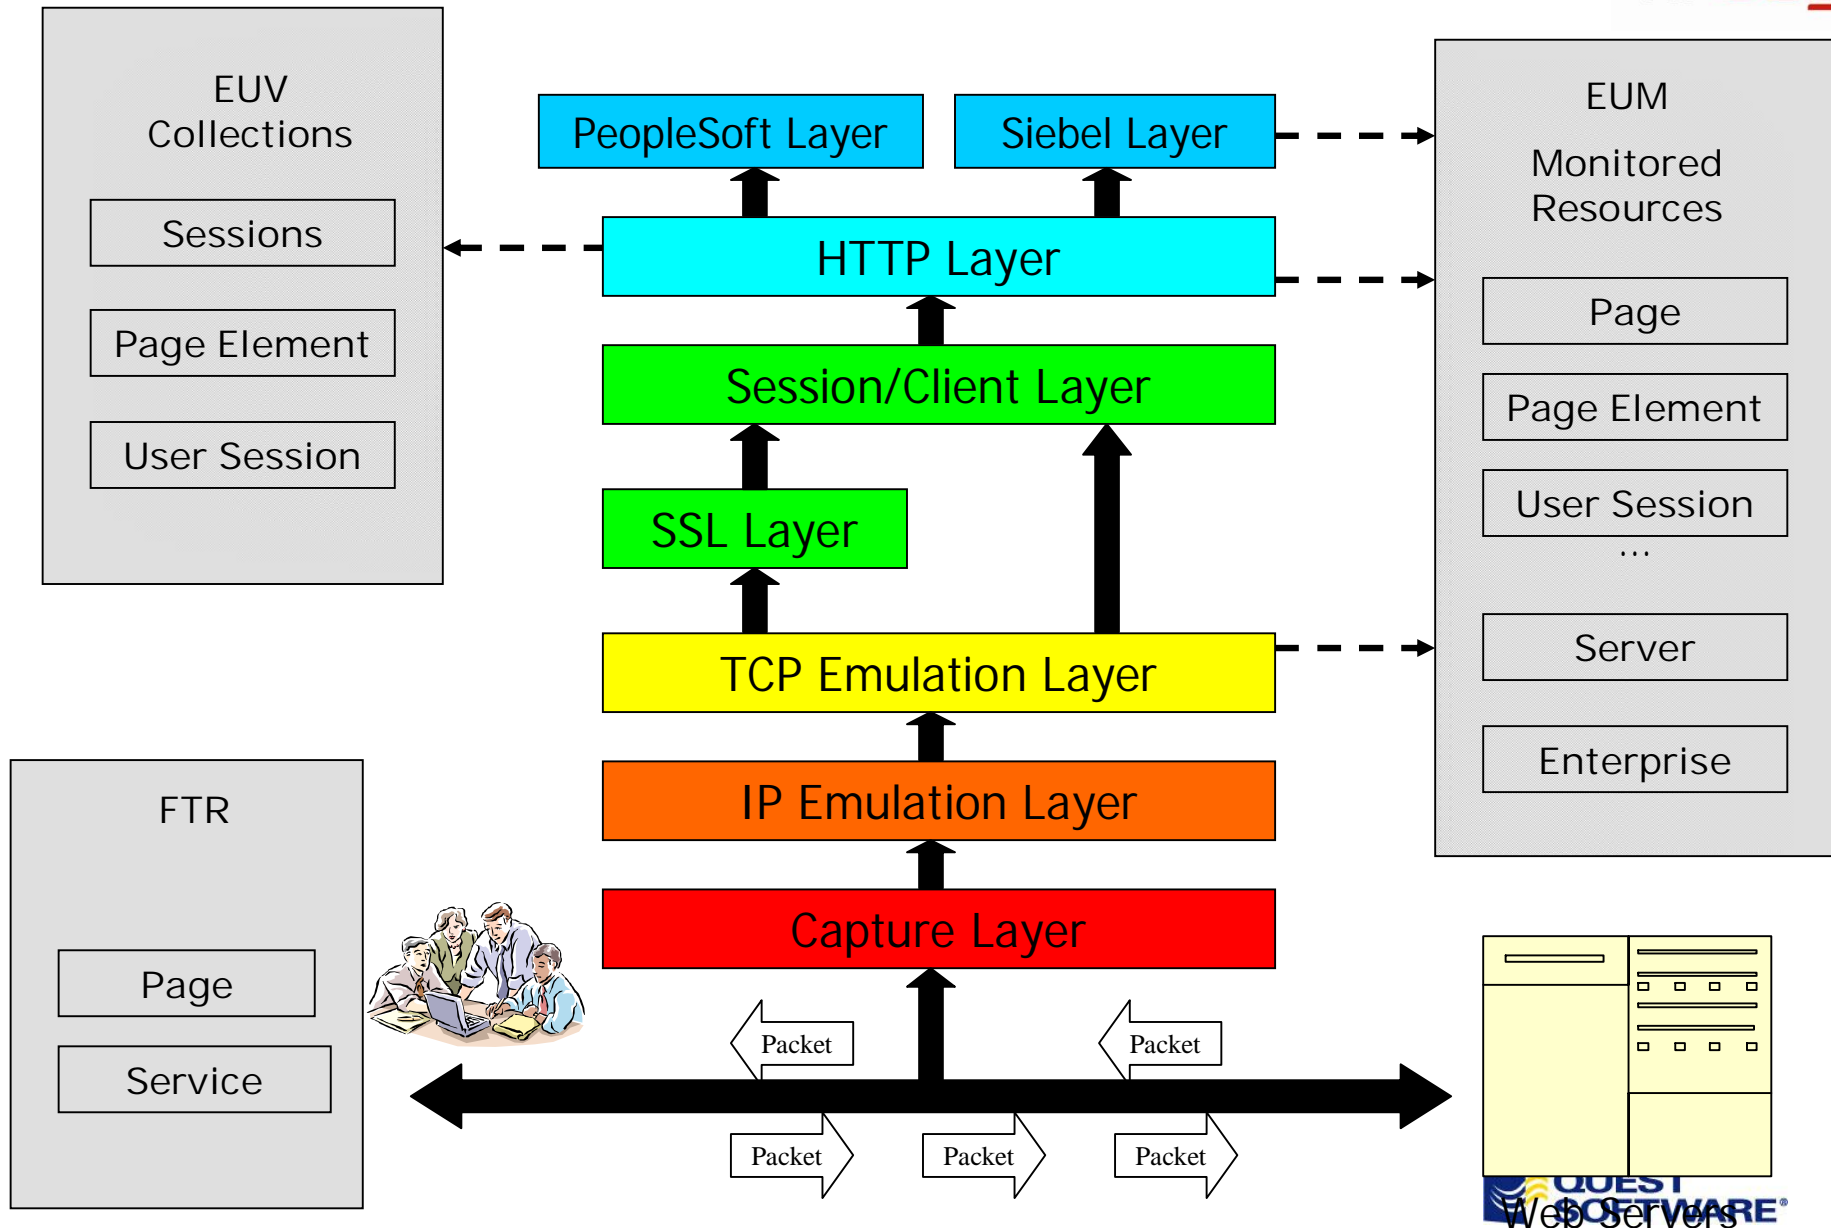 EUV
Collections
Sessions
Page Element
User Session
PeopleSoft Layer
Siebel Layer
HTTP Layer
Session/Client Layer
SSL Layer
TCP Emulation Layer
IP Emulation Layer
Capture Layer
EUM
Monitored
Resources
Page
Page Element
User Session
...
Server
Enterprise
FTR
Page
Service
Packet
Packet
Packet
Packet
Packet
QUEST
SOFTWARE®
Web Servers